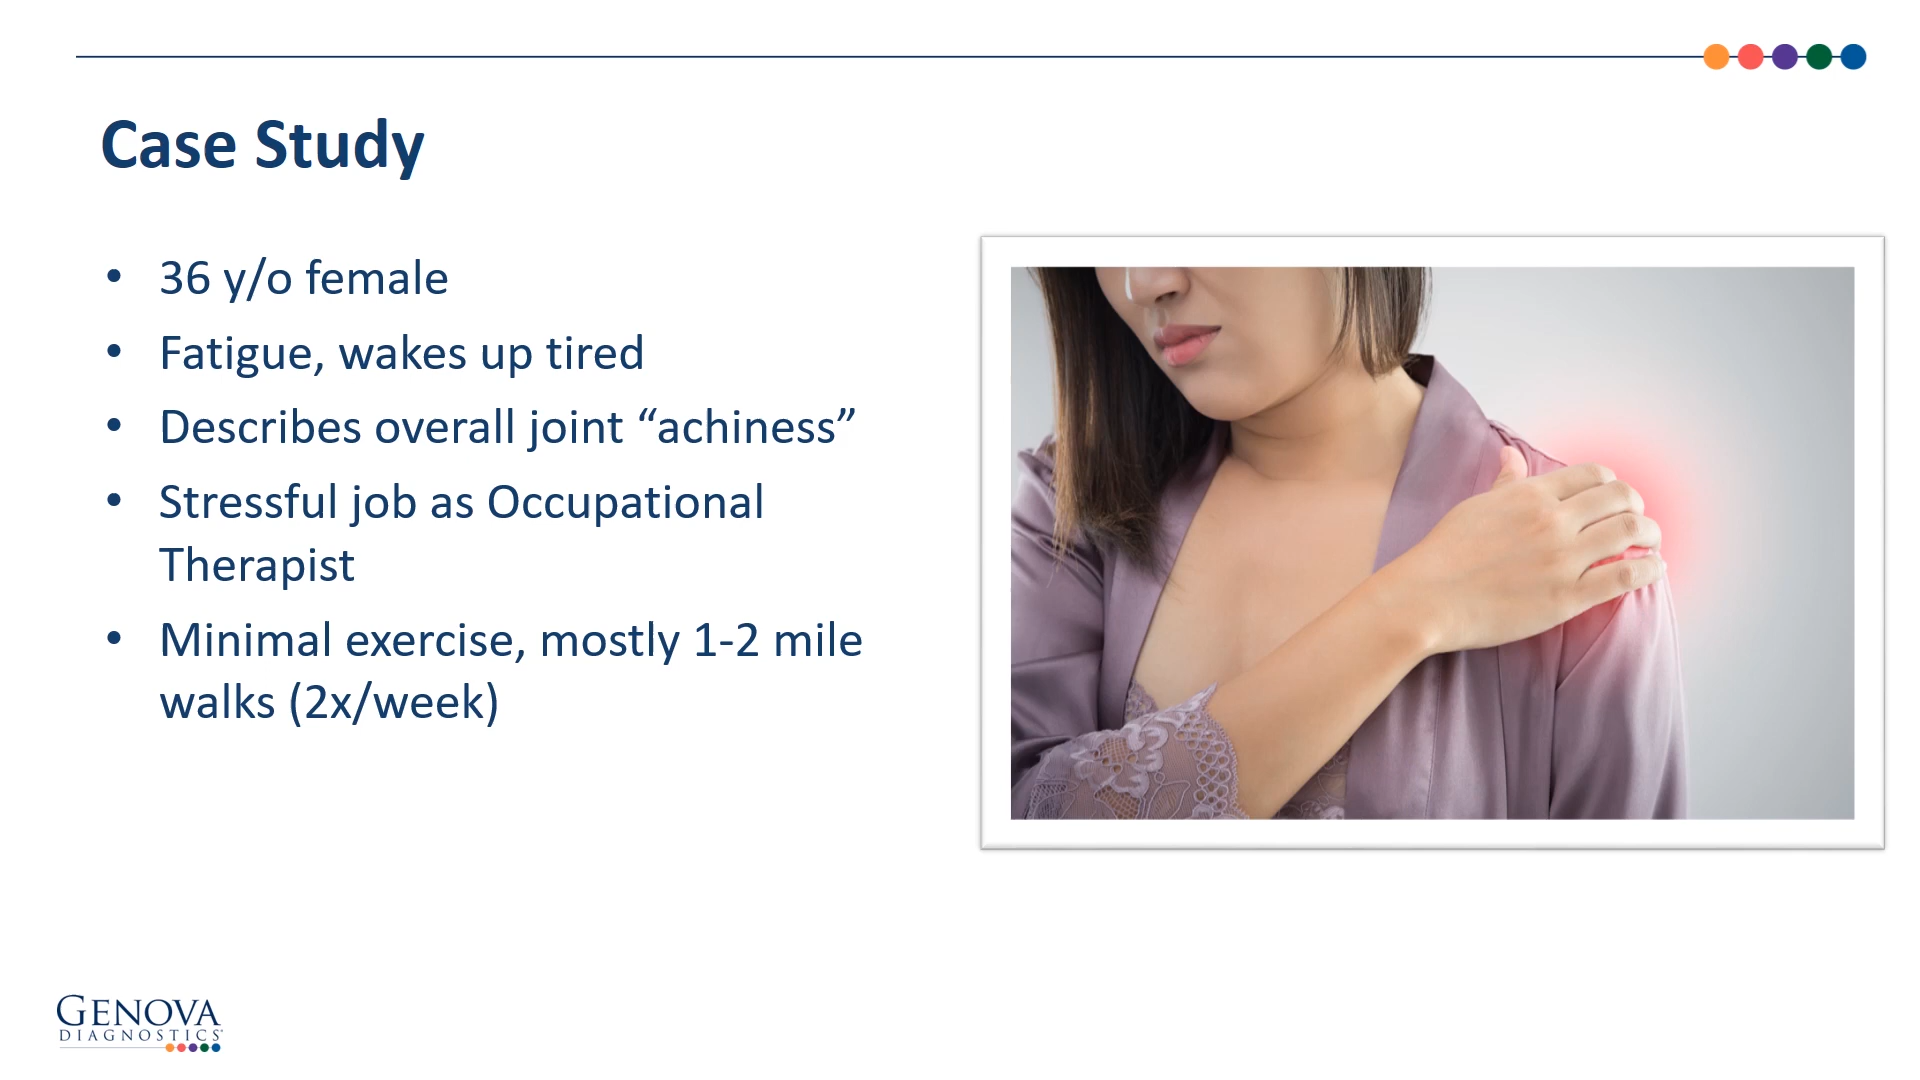 Case Study
• 36 y/o female
• Fatigue, wakes up tired
• Describes overall joint “achiness”
• Stressful job as Occupational
Therapist
• Minimal exercise, mostly 1-2 mile
walks (2x/week)
GENOVA
DIAGNOSTICS